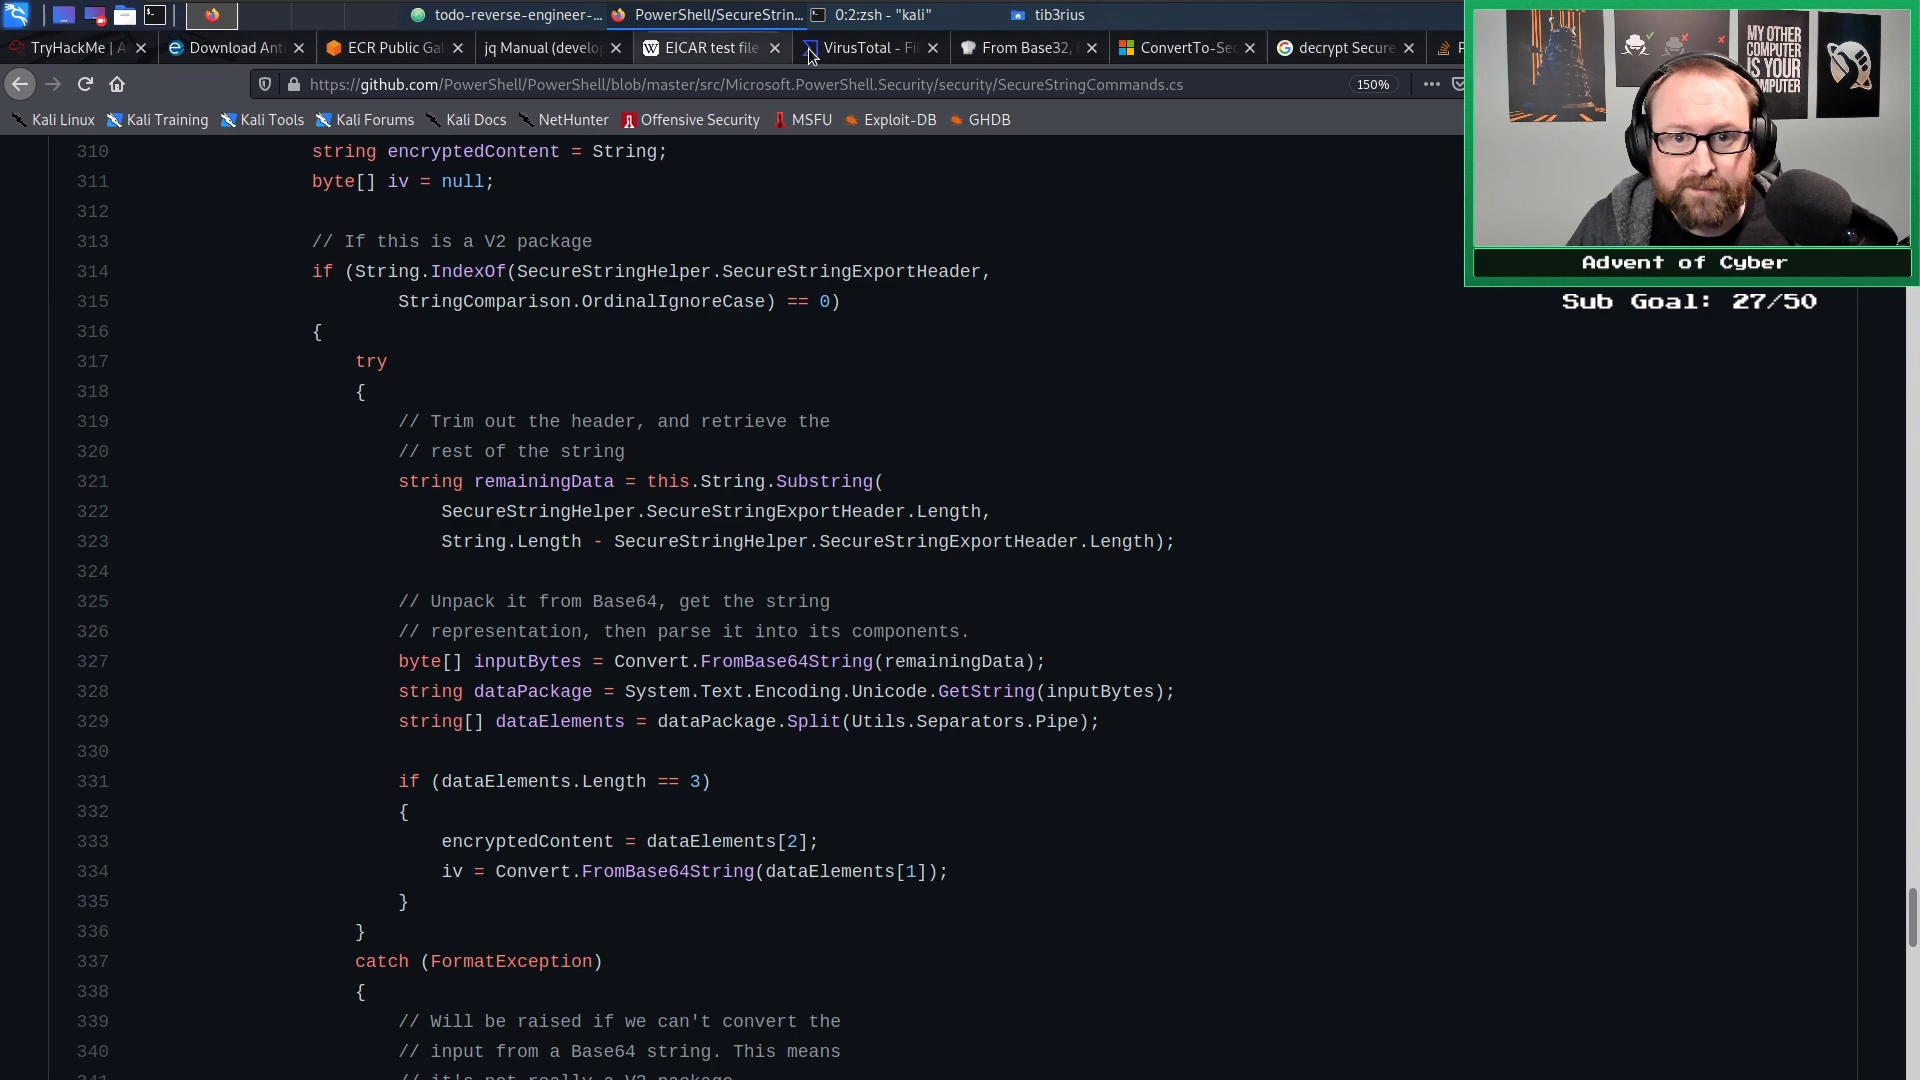 todo-reverse-engineer-...
PowerShell/SecureStrin...
0:2:zsh - "kali"
tib3rius
TryHackMe | A
Download Anti
ECR Public Gal
jq Manual (develo
EICAR test file
VirusTotal - Fil
From Base32,
ConvertTo-Sec
decrypt Secure
P
https://github.com/PowerShell/PowerShell/blob/master/src/Microsoft.PowerShell.Security/security/SecureStringCommands.cs
150%
Kali Linux
Kali Training
Kali Tools
Kali Forums
Kali Docs
NetHunter
Offensive Security
MSFU
Exploit-DB
GHDB
MY OTHER
COMPUTER
IS YOUR
COMPUTER
Advent of Cyber
Sub Goal: 27/50
310 string encryptedContent = String;
311 byte[] iv = null;
312
313 // If this is a V2 package
314 if (String.IndexOf(SecureStringHelper.SecureStringExportHeader,
315 StringComparison.OrdinalIgnoreCase) == 0)
316 {
317 try
318 {
319 // Trim out the header, and retrieve the
320 // rest of the string
321 string remainingData = this.String.Substring(
322 SecureStringHelper.SecureStringExportHeader.Length,
323 String.Length - SecureStringHelper.SecureStringExportHeader.Length);
324
325 // Unpack it from Base64, get the string
326 // representation, then parse it into its components.
327 byte[] inputBytes = Convert.FromBase64String(remainingData);
328 string dataPackage = System.Text.Encoding.Unicode.GetString(inputBytes);
329 string[] dataElements = dataPackage.Split(Utils.Separators.Pipe);
330
331 if (dataElements.Length == 3)
332 {
333 encryptedContent = dataElements[2];
334 iv = Convert.FromBase64String(dataElements[1]);
335 }
336 }
337 catch (FormatException)
338 {
339 // Will be raised if we can't convert the
340 // input from a Base64 string. This means
341 // it's not really a V2 package.